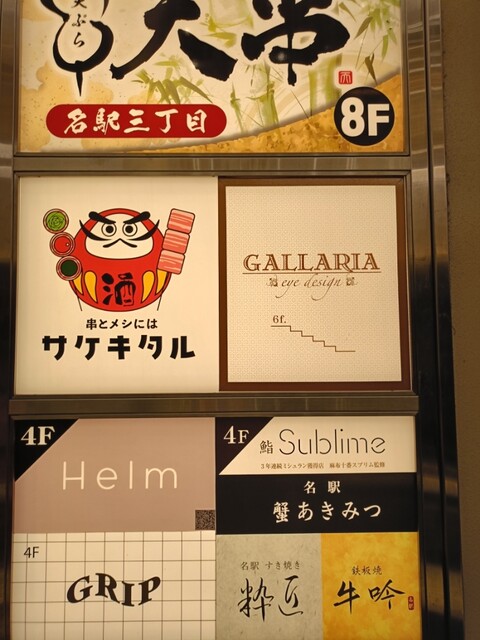 天ぷら
大串
名駅三丁目
8F
酒
串とメシには
サケキタル
GALLARIA
eye design
6f.
4F
Helm
4F
鮨 Sublime
3年連続ミシュラン獲得店 麻布十番スブリム監修
名駅
蟹あきみつ
4F
GRIP
名駅 すき焼き
粋匠
鉄板焼
牛吟